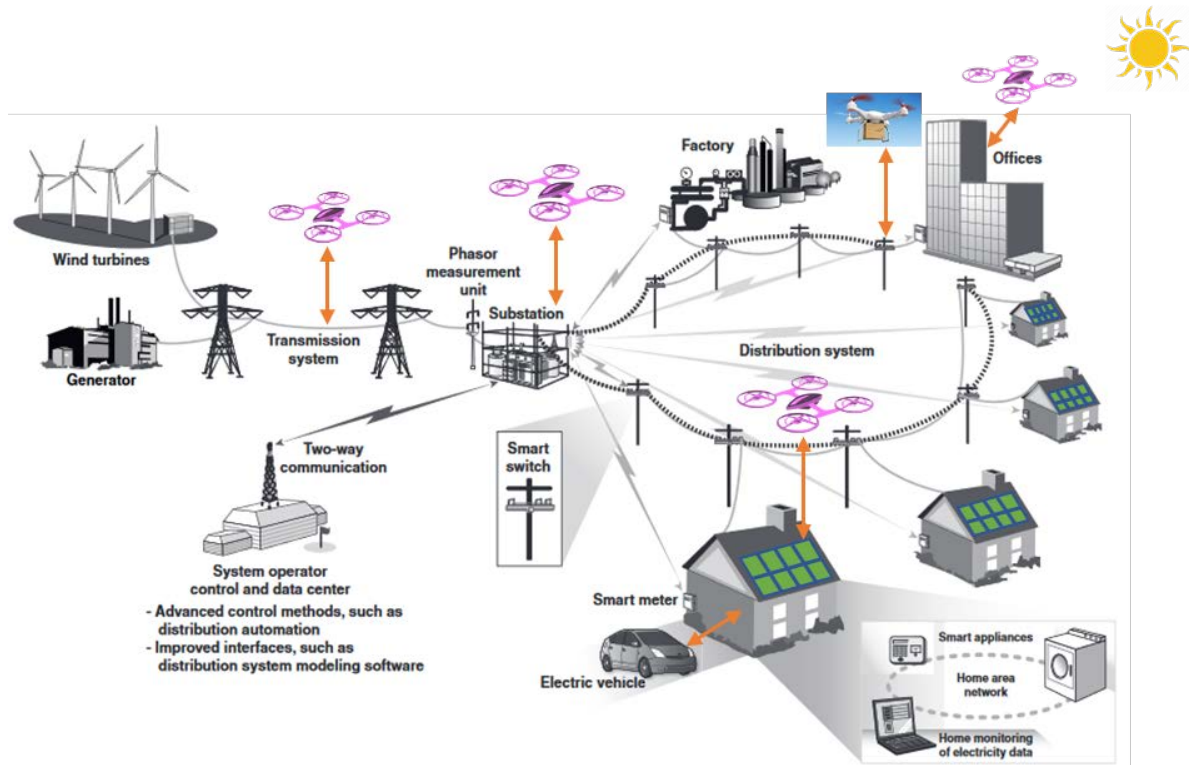 Factory
Offices
Wind turbines
Phasor
measurement
unit
Substation
Transmission
system
Generator
Distribution system
Two-way
communication
Smart
switch
System operator
control and data center
- Advanced control methods, such as
distribution automation
- Improved interfaces, such as
distribution system modeling software
Smart meter
Electric vehicle
Smart appliances
Home area
network
Home monitoring
of electricity data